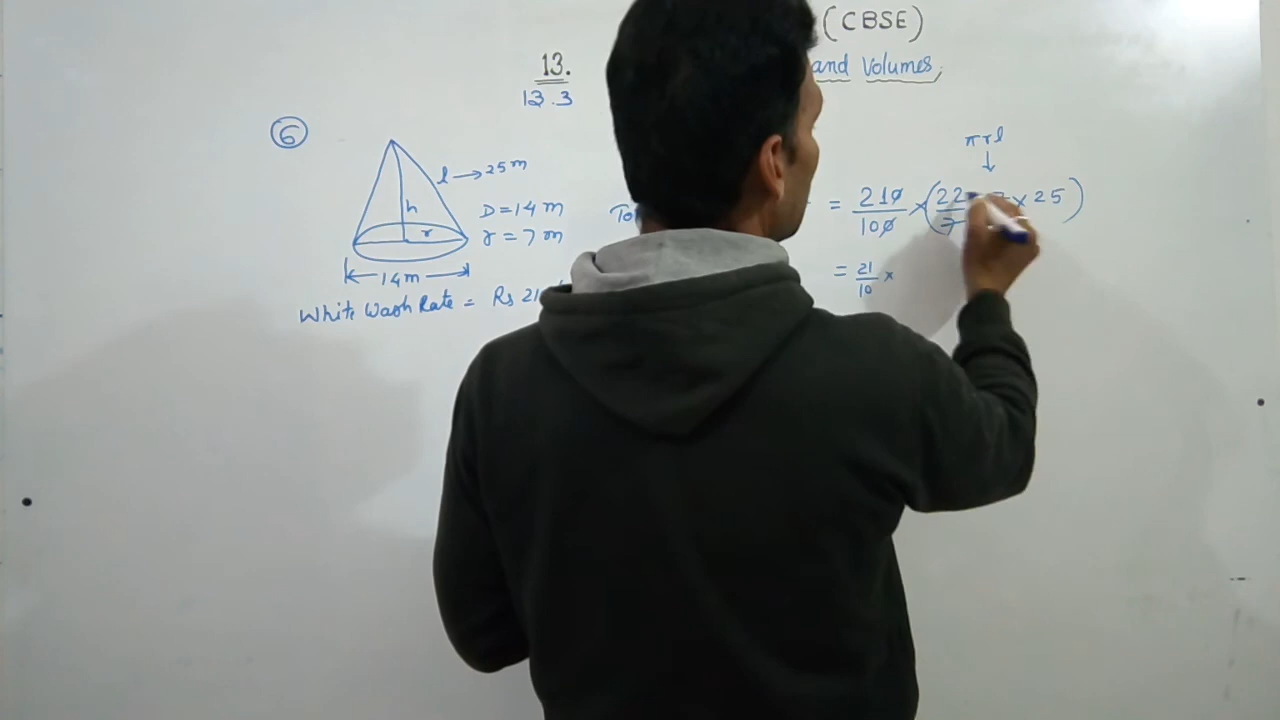 (CBSE)
13.
and Volumes.
13.3
6
l → 25 m
h
r
D = 14 m
r = 7 m
14 m
White Wash Rate = Rs 21
πrl
↓
= 210/100 × (22/7 × 25)
= 21/10 ×